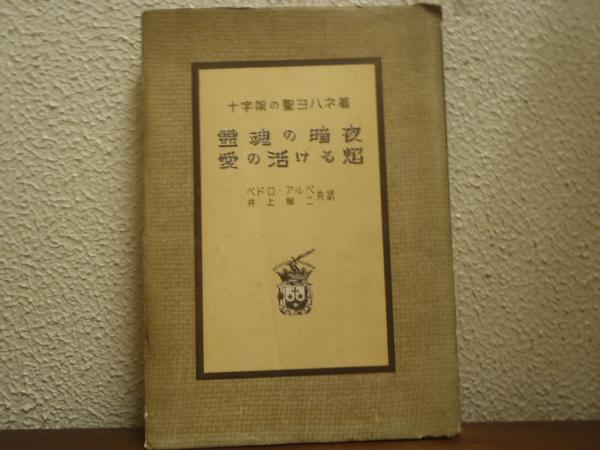 十字架の聖ヨハネ著
霊魂の暗夜
愛の活ける焰
ペドロ・アルペ
井上郁二
共訳